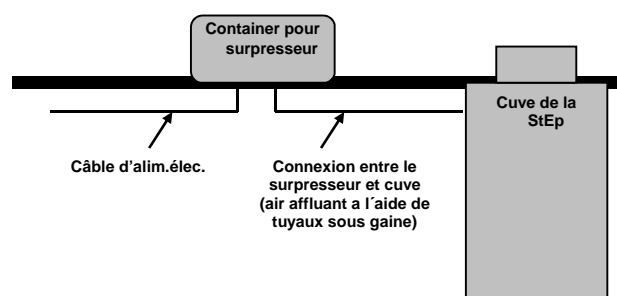 Container pour
surpresseur
Cuve de la
StEp
Câble d'alim.élec.
Connexion entre le
surpresseur et cuve
(air affluant a l´aide de
tuyaux sous gaine)